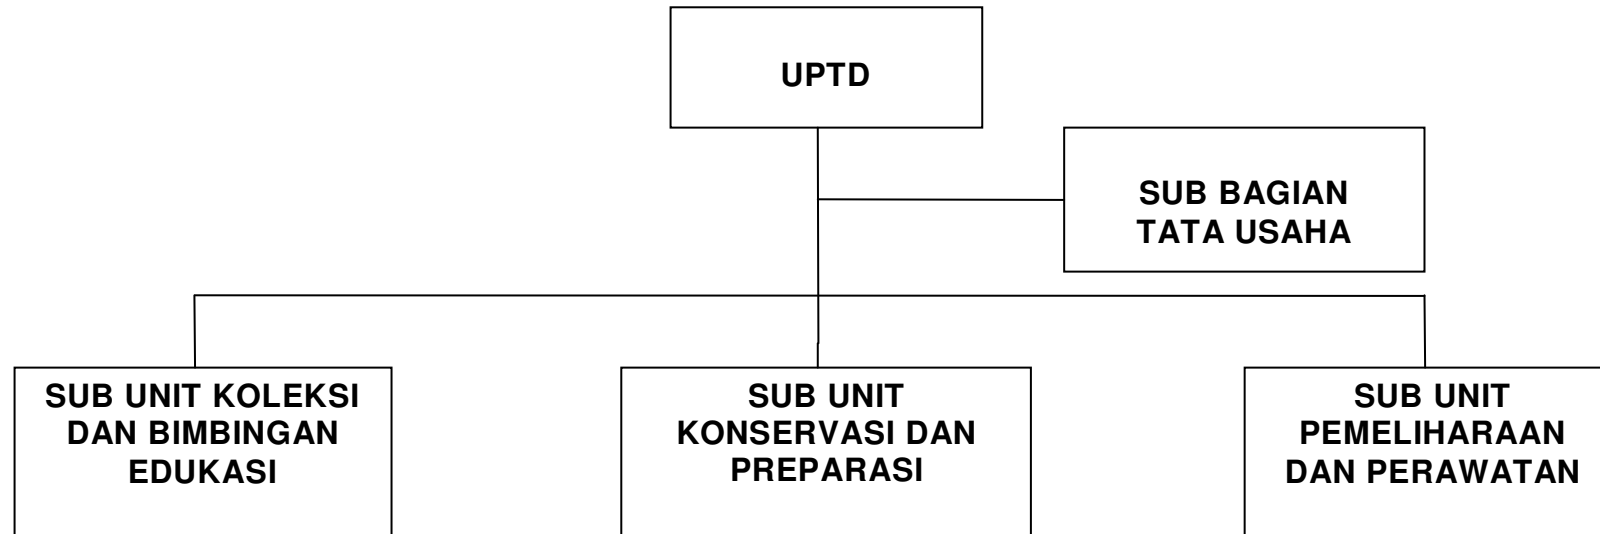 UPTD
SUB BAGIAN
TATA USAHA
SUB UNIT KOLEKSI
DAN BIMBINGAN
EDUKASI
SUB UNIT
KONSERVASI DAN
PREPARASI
SUB UNIT
PEMELIHARAAN
DAN PERAWATAN